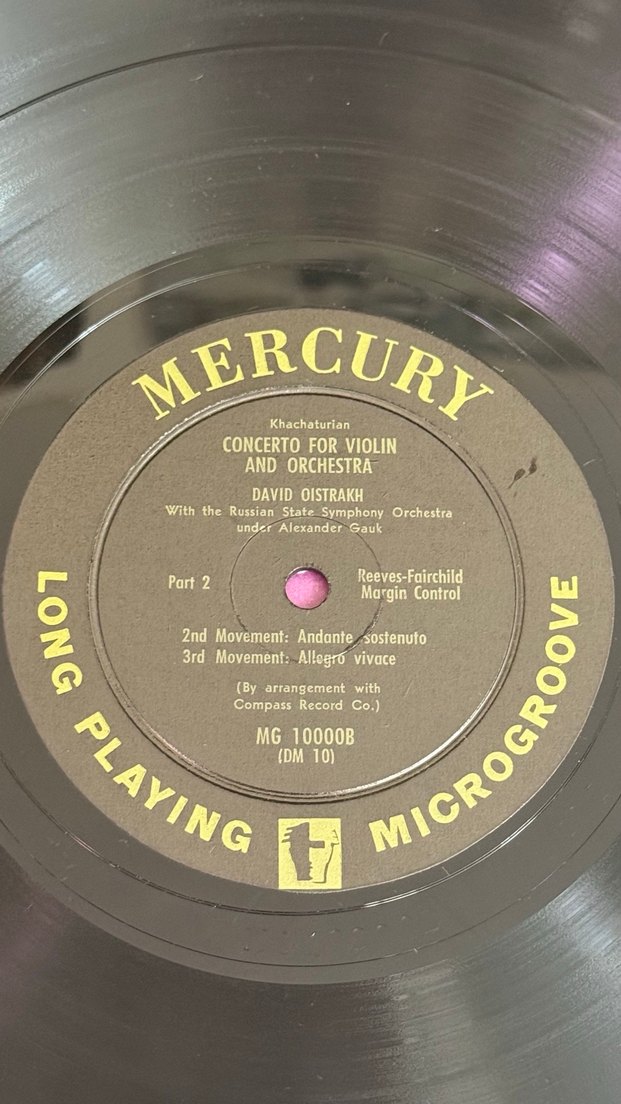 MERCURY
Khachaturian
CONCERTO FOR VIOLIN
AND ORCHESTRA
DAVID OISTRAKH
With the Russian State Symphony Orchestra
under Alexander Gauk
Part 2
Reeves-Fairchild
Margin Control
2nd Movement: Andante sostenuto
3rd Movement: Allegro vivace
(By arrangement with
Compass Record Co.)
MG 10000B
(DM 10)
LONG PLAYING MICROGROOVE